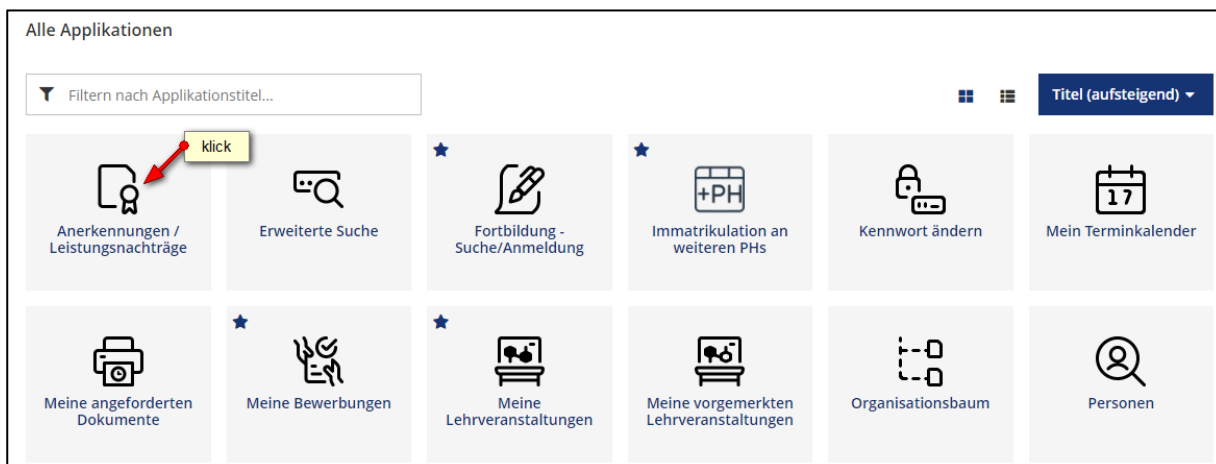 Alle Applikationen
Filtern nach Applikationstitel...
Titel (aufsteigend)
klick
Anerkennungen /
Leistungsnachträge
Erweiterte Suche
Fortbildung -
Suche/Anmeldung
+PH
Immatrikulation an
weiteren PHs
Kennwort ändern
17
Mein Terminkalender
Meine angeforderten
Dokumente
Meine Bewerbungen
Meine
Lehrveranstaltungen
Meine vorgemerkten
Lehrveranstaltungen
Organisationsbaum
Personen